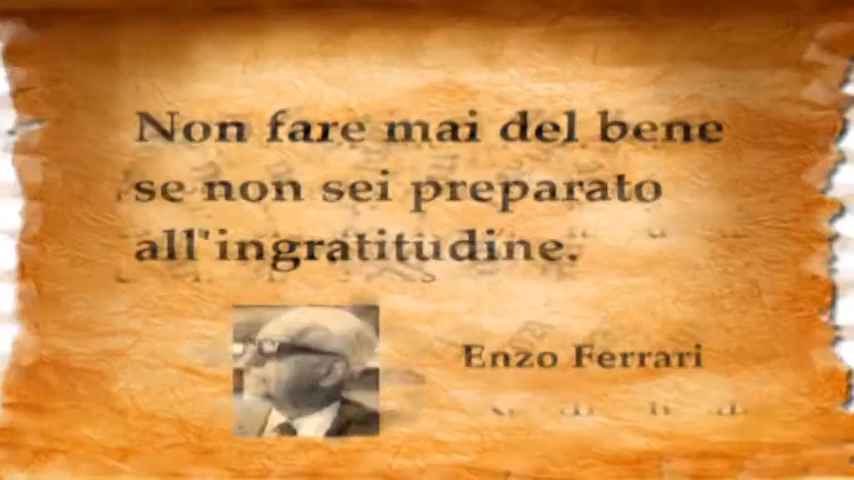 Non fare mai del bene
se non sei preparato
all'ingratitudine.
Enzo Ferrari